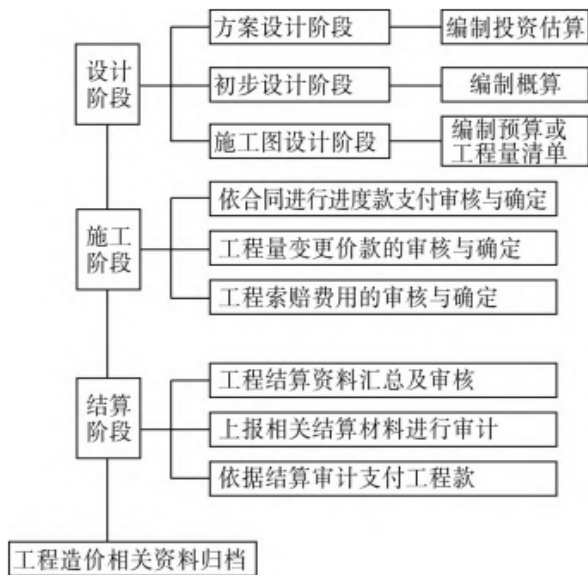 设计
阶段
方案设计阶段
编制投资估算
初步设计阶段
编制概算
施工图设计阶段
编制预算或
工程量清单
施工
阶段
依合同进行进度款支付审核与确定
工程量变更价款的审核与确定
工程索赔费用的审核与确定
结算
阶段
工程结算资料汇总及审核
上报相关结算材料进行审计
依据结算审计支付工程款
工程造价相关资料归档